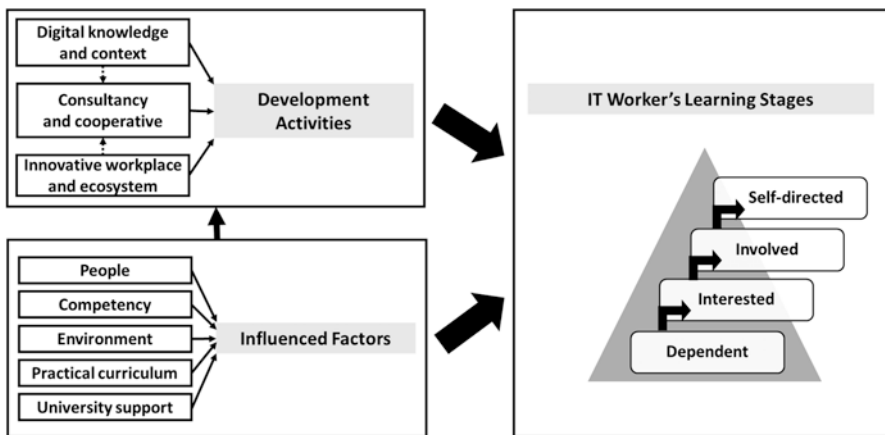 Digital knowledge
and context
Consultancy
and cooperative
Innovative workplace
and ecosystem
Development
Activities
People
Competency
Environment
Practical curriculum
University support
Influenced Factors
IT Worker's Learning Stages
Self-directed
Involved
Interested
Dependent